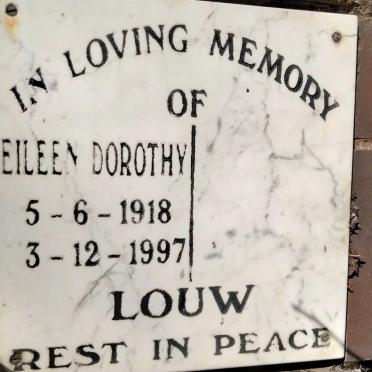 IN LOVING MEMORY
OF
EILEEN DOROTHY
5 - 6 - 1918
3 - 12 - 1997
LOUW
REST IN PEACE